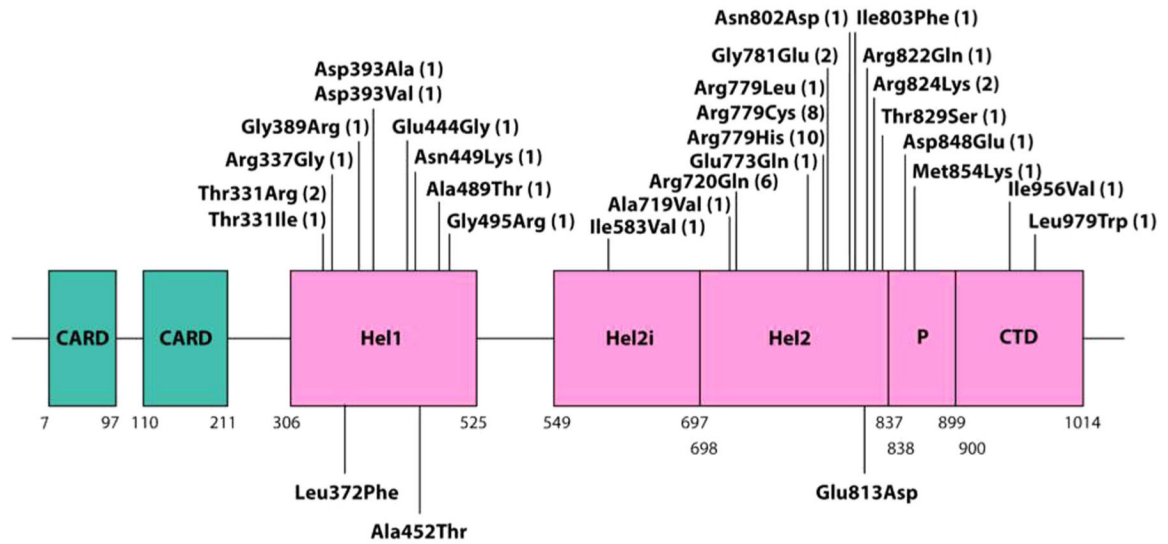 Asn802Asp (1) Ile803Phe (1)
Gly781Glu (2) Arg822Gln (1)
Asp393Ala (1)
Arg779Leu (1) Arg824Lys (2)
Asp393Val (1)
Arg779Cys (8) Thr829Ser (1)
Gly389Arg (1) Glu444Gly (1)
Arg779His (10) Asp848Glu (1)
Arg337Gly (1) Asn449Lys (1)
Glu773Gln (1) Met854Lys (1)
Thr331Arg (2) Ala489Thr (1)
Arg720Gln (6) Ile956Val (1)
Ala719Val (1)
Thr331Ile (1) Gly495Arg (1)
Ile583Val (1) Leu979Trp (1)
CARD CARD Hel1 Hel2i Hel2 P CTD
7 97 110 211 306 525 549 697 837 899 1014
698 838 900
Leu372Phe Glu813Asp
Ala452Thr